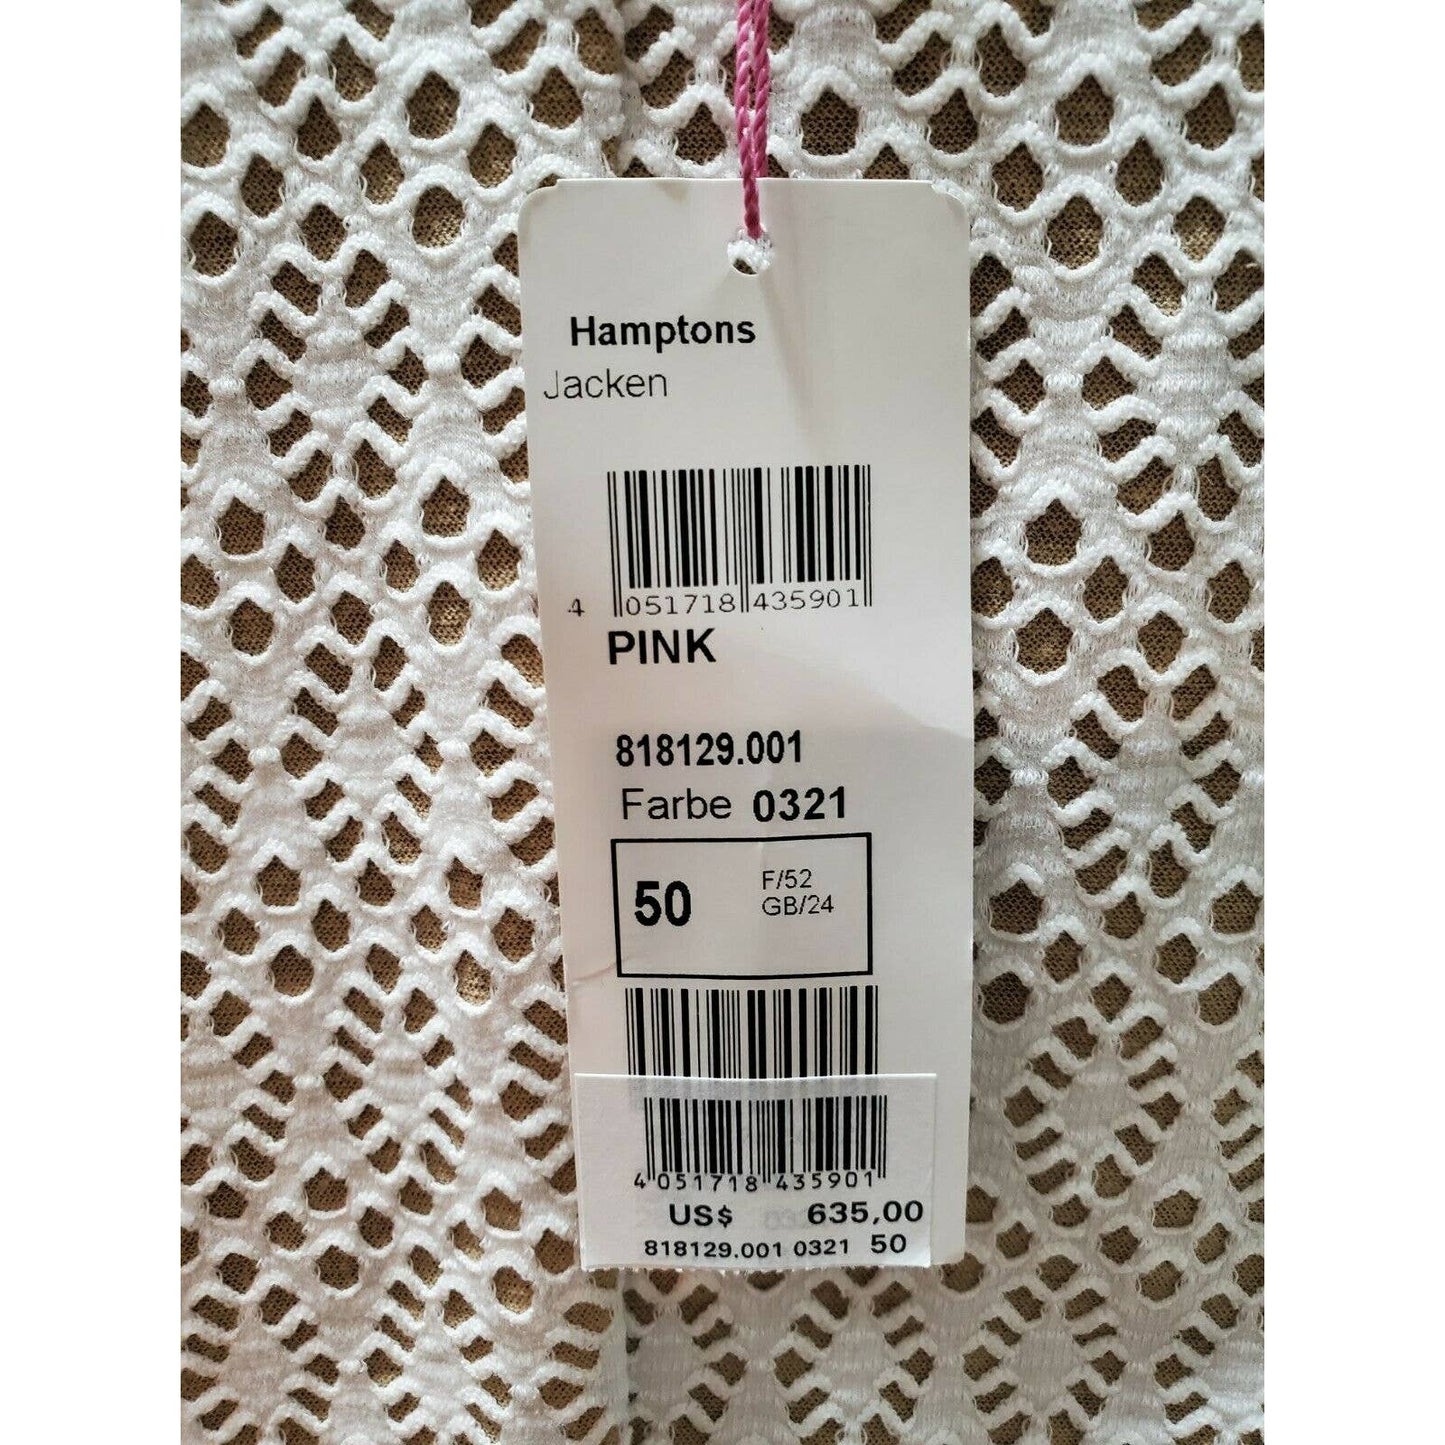 Hamptons
Jacken
4 051718 435901
PINK
818129.001
Farbe 0321
50 F/52
GB/24
4 051718 435901
US$ 635,00
818129.001 0321 50